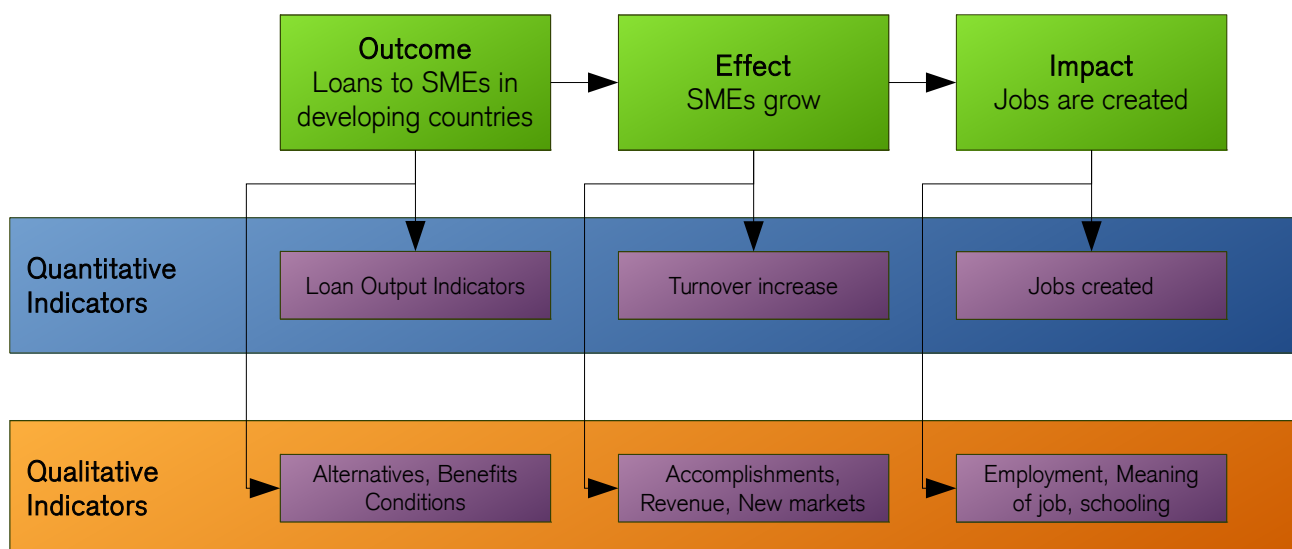 Outcome
Loans to SMEs in
developing countries
Effect
SMEs grow
Impact
Jobs are created
Quantitative
Indicators
Loan Output Indicators
Turnover increase
Jobs created
Qualitative
Indicators
Alternatives, Benefits
Conditions
Accomplishments,
Revenue, New markets
Employment, Meaning
of job, schooling